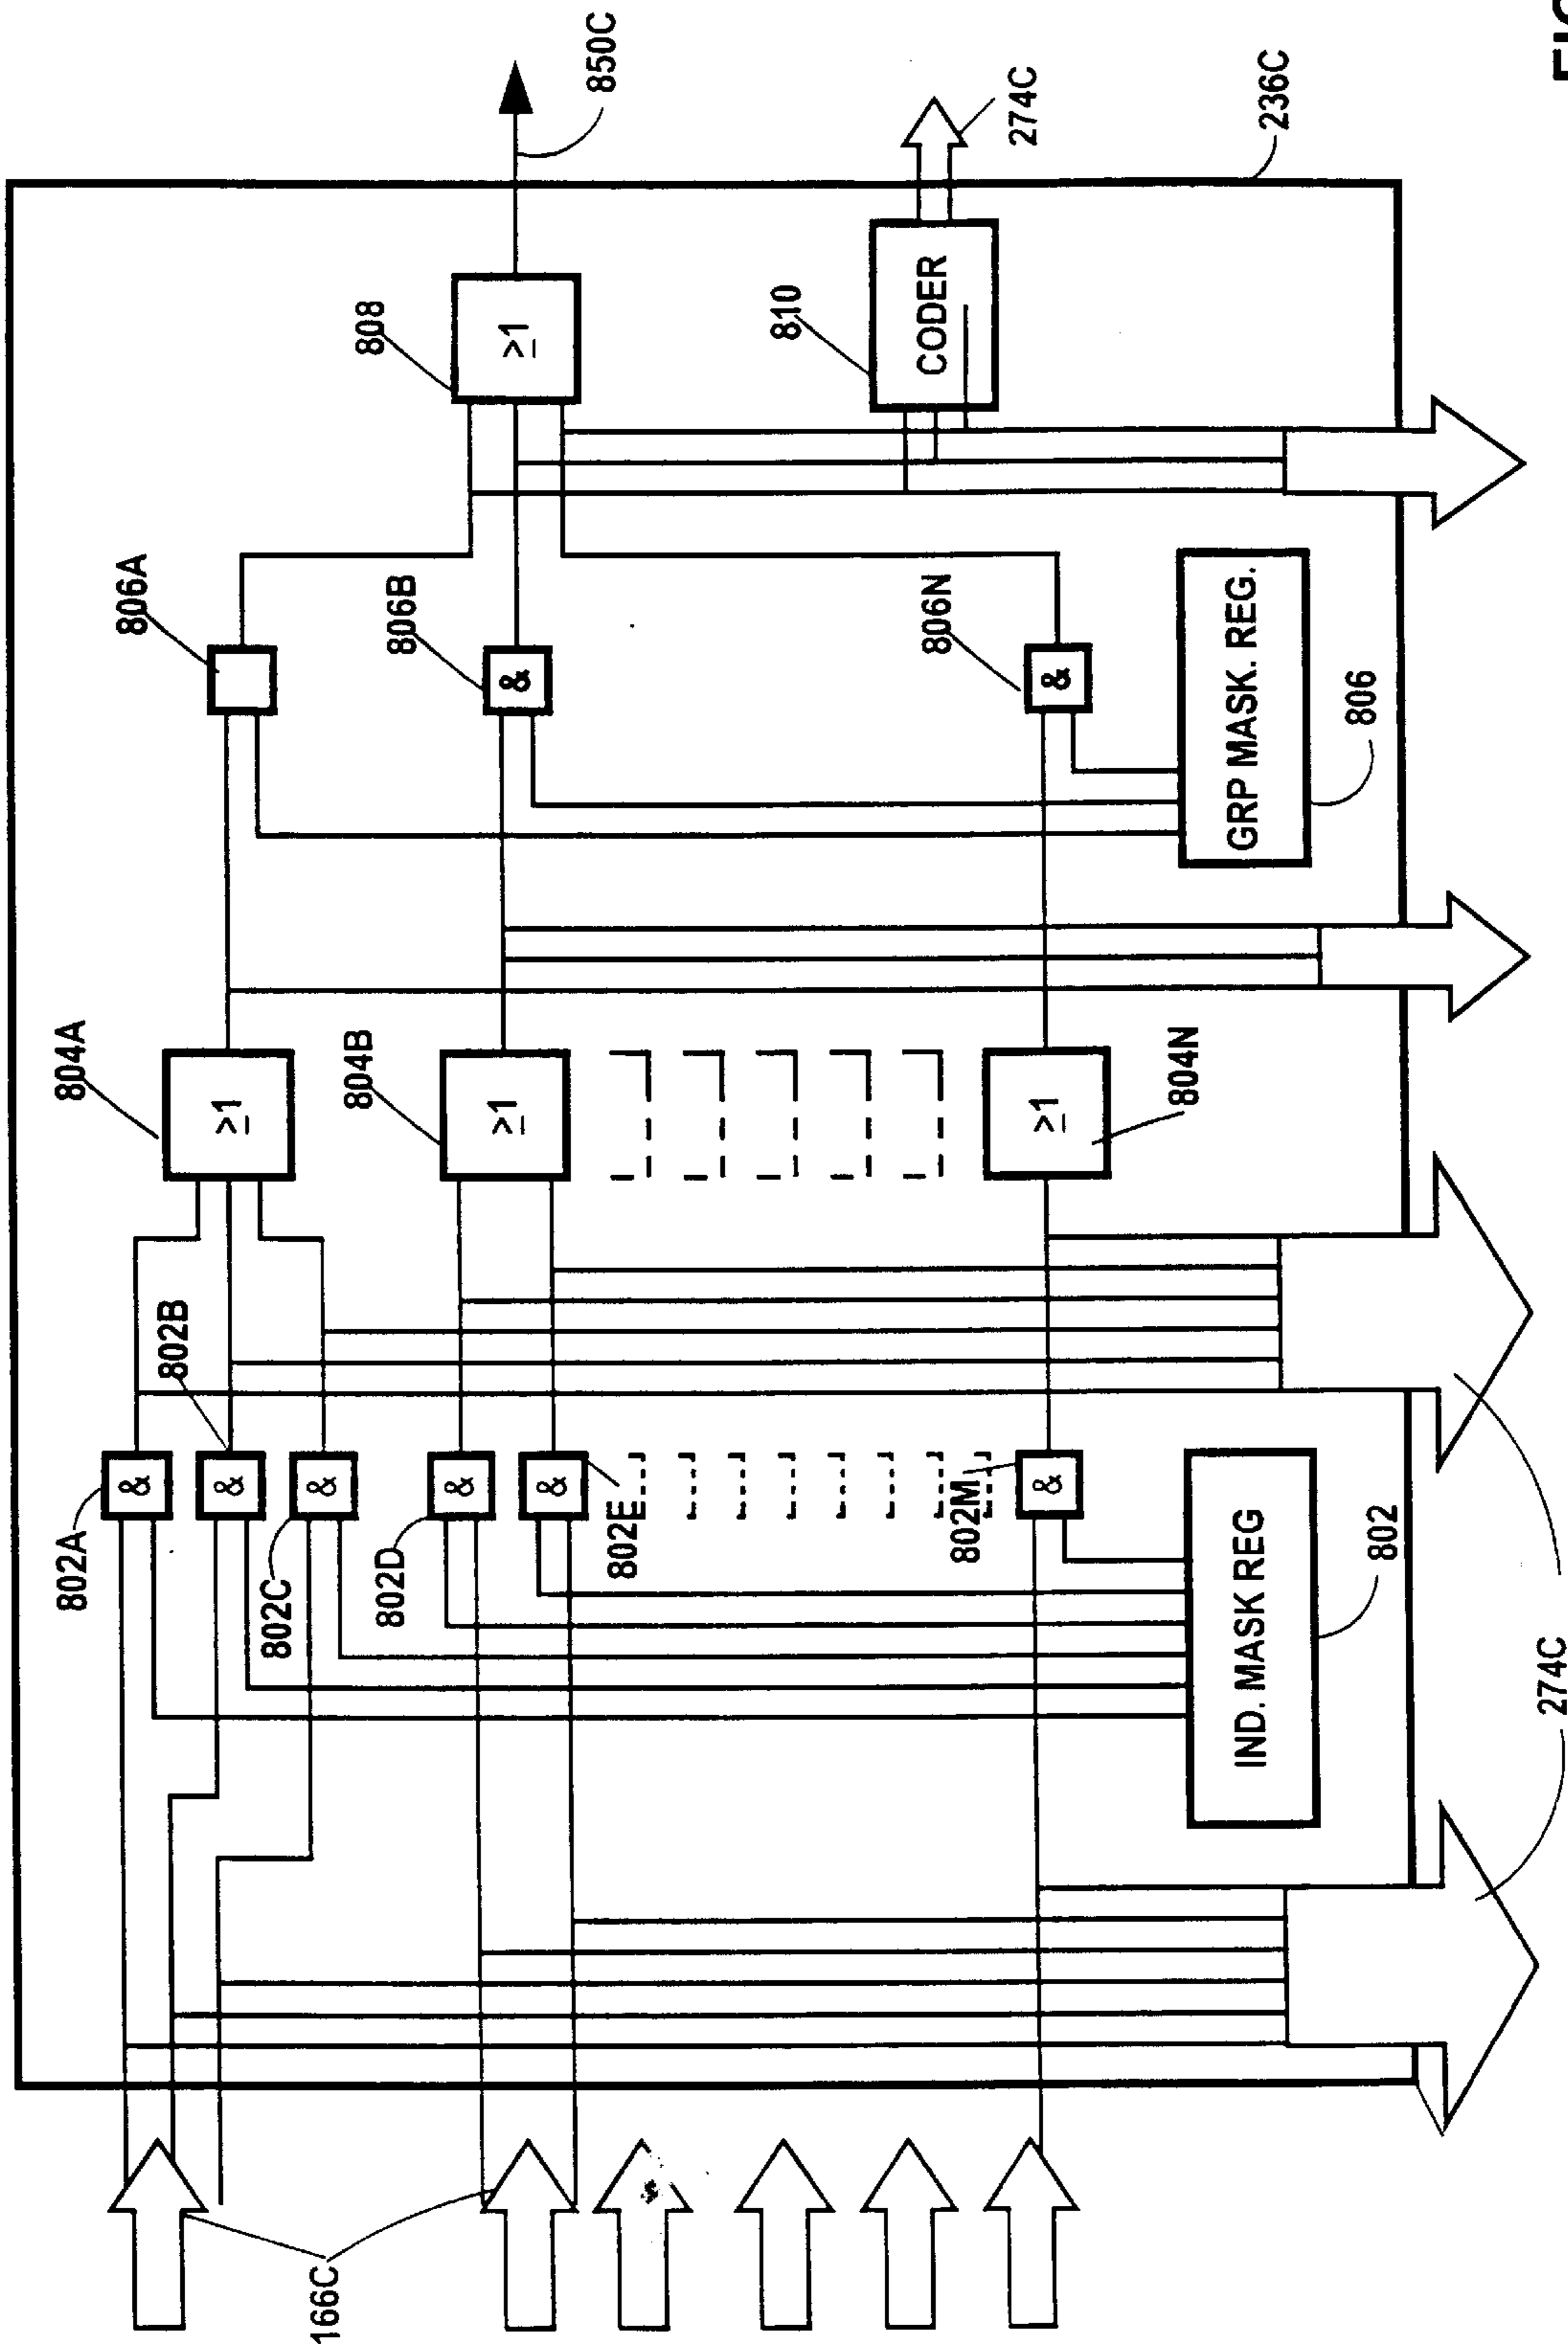 850C
274C
236C
808
≥1
810
CODER
806A
806B
&
806N
&
GRP MASK. REG.
806
804A
≥1
804B
≥1
804N
≥1
802B
802A
&
&
802C
&
802D
&
802E
&
802M
&
IND. MASK REG
802
274C
166C